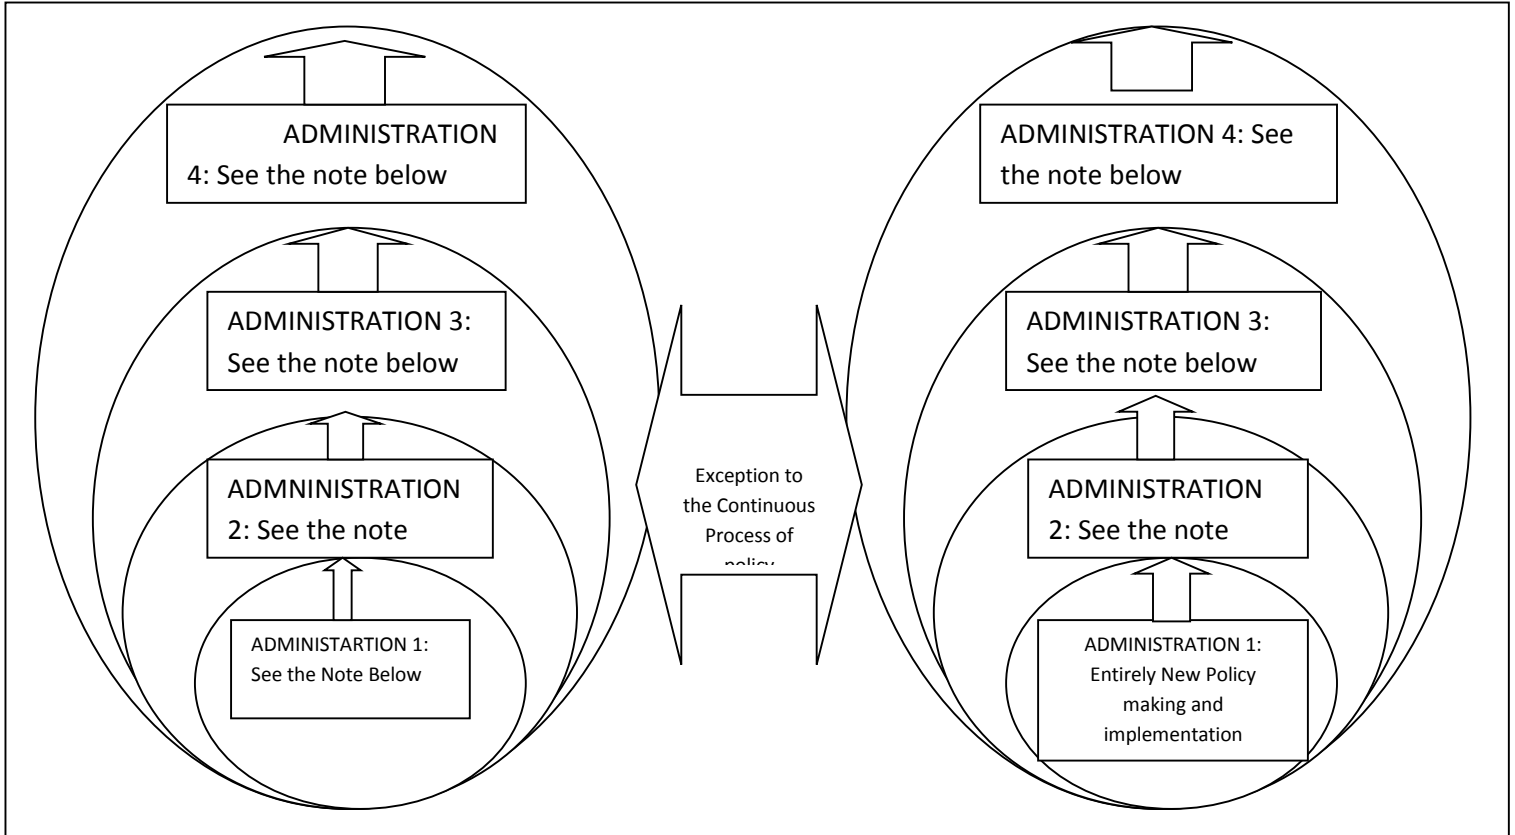 ADMINISTRATION
4: See the note below
ADMINISTRATION 3:
See the note below
ADMNINISTRATION
2: See the note
ADMINISTARTION 1:
See the Note Below
Exception to
the Continuous
Process of
policy
ADMINISTRATION 4: See
the note below
ADMINISTRATION 3:
See the note below
ADMINISTRATION
2: See the note
ADMINISTRATION 1:
Entirely New Policy
making and
implementation